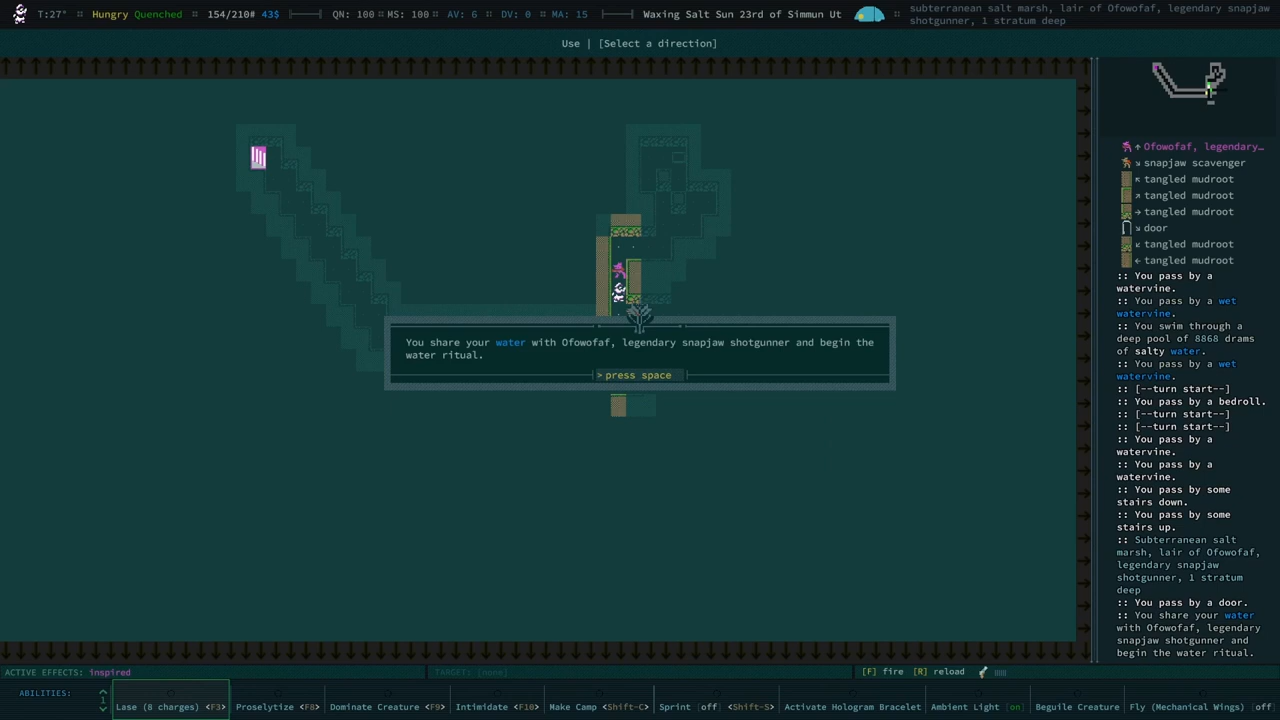 T:27° Hungry Quenched 154/210# 43$ QN: 100 MS: 100 AV: 6 DV: 0 MA: 15 Waxing Salt Sun 23rd of Simmun Ut
subterranean salt marsh, lair of Ofowofaf, legendary snapjaw
shotgunner, 1 stratum deep
Use | [Select a direction]
Ofowofaf, legendary…
snapjaw scavenger
tangled mudroot
tangled mudroot
tangled mudroot
door
tangled mudroot
tangled mudroot
:: You pass by a
watervine.
:: You pass by a wet
watervine.
:: You swim through a
deep pool of 8868 drams
of salty water.
:: You pass by a wet
watervine.
:: [--turn start--]
:: You pass by a bedroll.
:: [--turn start--]
:: [--turn start--]
:: You pass by a
watervine.
:: You pass by a
watervine.
:: You pass by some
stairs down.
:: You pass by some
stairs up.
:: Subterranean salt
marsh, lair of Ofowofaf,
legendary snapjaw
shotgunner, 1 stratum
deep
:: You pass by a door.
:: You share your water
with Ofowofaf, legendary
snapjaw shotgunner and
begin the water ritual.
You share your water with Ofowofaf, legendary snapjaw shotgunner and begin the
water ritual.
> press space
ACTIVE EFFECTS: inspired
TARGET: [none]
[F] fire [R] reload
ABILITIES:
1
Lase (8 charges) <F3>
Proselytize <F8>
Dominate Creature <F9>
Intimidate <F10>
Make Camp <Shift-C>
Sprint [off] <Shift-S>
Activate Hologram Bracelet
Ambient Light [on]
Beguile Creature
Fly (Mechanical Wings) [off